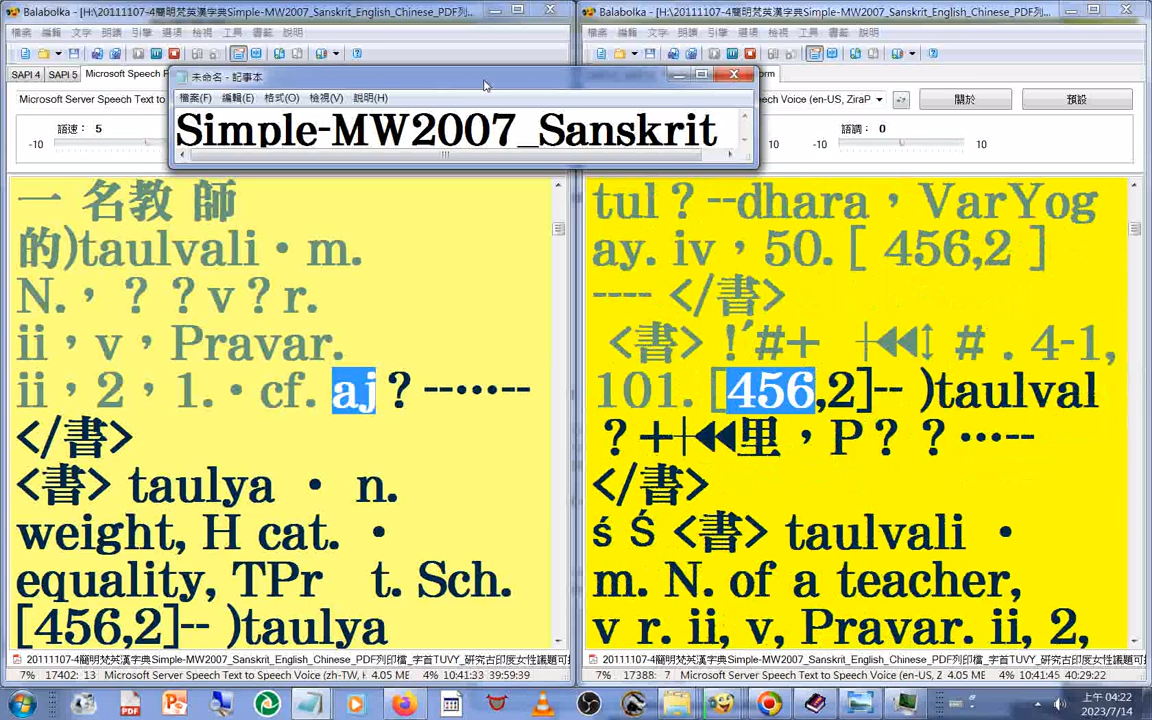 Balabolka - [H:\20111107-4簡明梵英漢字典Simple-MW2007_Sanskrit_English_Chinese_PDF列...
Balabolka - [H:\20111107-4簡明梵英漢字典Simple-MW2007_Sanskrit_English_Chinese_PDF列...
檔案 編輯 文字 朗讀 引擎 選項 檢視 工具 書籤 說明
檔案 編輯 文字 朗讀 引擎 選項 檢視 工具 書籤 說明
SAPI 4 SAPI 5 Microsoft Speech P
orm
未命名 - 記事本
檔案(F) 編輯(E) 格式(O) 檢視(V) 說明(H)
Simple-MW2007_Sanskrit
Microsoft Server Speech Text to
eech Voice (en-US, ZiraP
關於
預設
語速： 5
-10
語調： 0
-10 10
10
一 名教 師
的)taulvali・m.
N.，？？v？r.
ii，v，Pravar.
ii，2，1.・cf. aj？--…--
</書>
<書> taulya ・ n.
weight, H cat. ・
equality, TPr t. Sch.
[456,2]-- )taulya
tul？--dhara，VarYog
ay. iv，50. [ 456,2 ]
---- </書>
<書> !′#+ ├◀◀↕ # . 4-1,
101. [456,2]-- )taulval
？+├◀◀里，P？？…--
</書>
ś Ś <書> taulvali ・
m. N. of a teacher,
v r. ii, v, Pravar. ii, 2,
20111107-4簡明梵英漢字典Simple-MW2007_Sanskrit_English_Chinese_PDF列印檔_字首TUVY_研究古印度女性議題可
20111107-4簡明梵英漢字典Simple-MW2007_Sanskrit_English_Chinese_PDF列印檔_字首TUVY_研究古印度女性議題可
7% 17402: 13 Microsoft Server Speech Text to Speech Voice (zh-TW, H 4.05 ME 4% 10:41:33 39:59:39
7% 17388: 7 Microsoft Server Speech Text to Speech Voice (en-US, Z 4.05 ME 4% 10:41:45 40:29:22
上午 04:22
2023/7/14